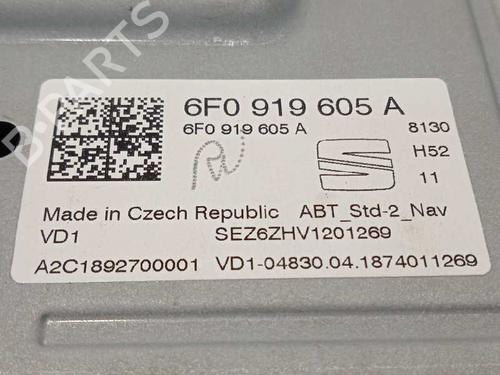 6F0 919 605 A
6F0 919 605 A
8130
H52
11
Made in Czech Republic ABT_Std-2_Nav
VD1 SEZ6ZHV1201269
A2C1892700001 VD1-04830.04.1874011269
B-PARTS